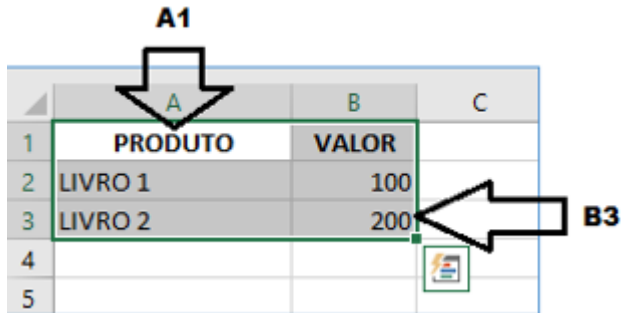 A1
A B C
1 PRODUTO VALOR
2 LIVRO 1 100
3 LIVRO 2 200 B3
4
5